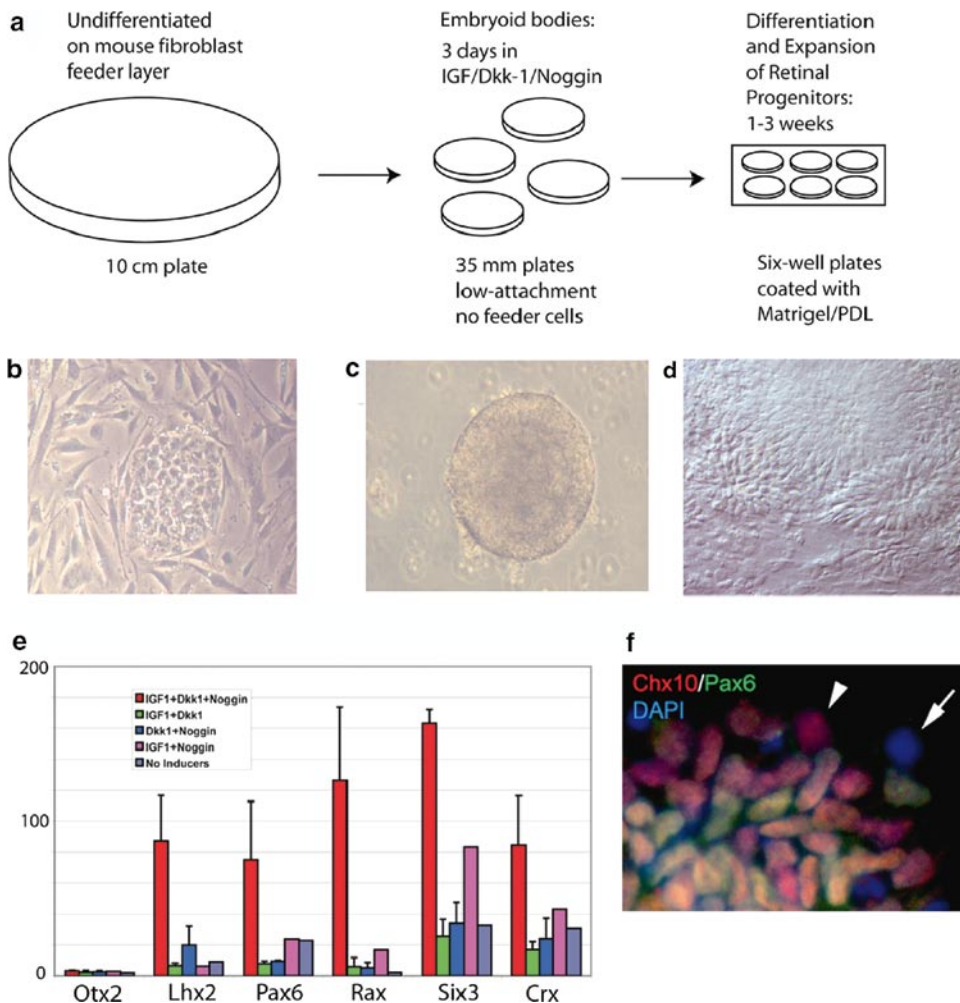 a
Undifferentiated
on mouse fibroblast
feeder layer
10 cm plate
Embryoid bodies:
3 days in
IGF/Dkk-1/Noggin
35 mm plates
low-attachment
no feeder cells
Differentiation
and Expansion
of Retinal
Progenitors:
1-3 weeks
Six-well plates
coated with
Matrigel/PDL
b
c
d
e
200
100
0
IGF1+Dkk1+Noggin
IGF1+Dkk1
Dkk1+Noggin
IGF1+Noggin
No Inducers
Otx2 Lhx2 Pax6 Rax Six3 Crx
f
Chx10/Pax6
DAPI